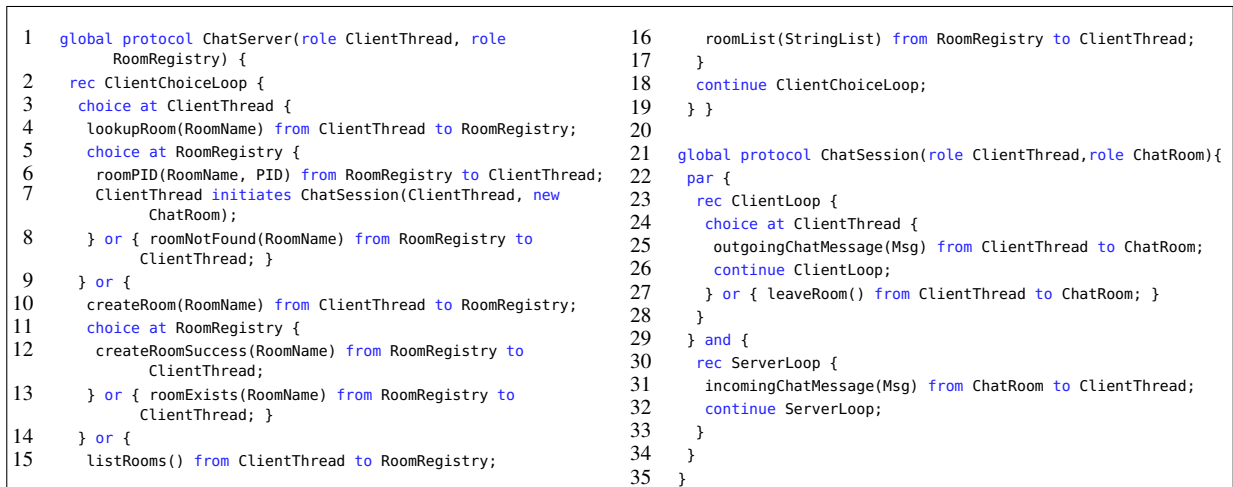 1 global protocol ChatServer(role ClientThread, role
RoomRegistry) {
2 rec ClientChoiceLoop {
3 choice at ClientThread {
4 lookupRoom(RoomName) from ClientThread to RoomRegistry;
5 choice at RoomRegistry {
6 roomPID(RoomName, PID) from RoomRegistry to ClientThread;
7 ClientThread initiates ChatSession(ClientThread, new
ChatRoom);
8 } or { roomNotFound(RoomName) from RoomRegistry to
ClientThread; }
9 } or {
10 createRoom(RoomName) from ClientThread to RoomRegistry;
11 choice at RoomRegistry {
12 createRoomSuccess(RoomName) from RoomRegistry to
ClientThread;
13 } or { roomExists(RoomName) from RoomRegistry to
ClientThread; }
14 } or {
15 listRooms() from ClientThread to RoomRegistry;
16 roomList(StringList) from RoomRegistry to ClientThread;
17 }
18 continue ClientChoiceLoop;
19 } }
20
21 global protocol ChatSession(role ClientThread,role ChatRoom){
22 par {
23 rec ClientLoop {
24 choice at ClientThread {
25 outgoingChatMessage(Msg) from ClientThread to ChatRoom;
26 continue ClientLoop;
27 } or { leaveRoom() from ClientThread to ChatRoom; }
28 }
29 } and {
30 rec ServerLoop {
31 incomingChatMessage(Msg) from ChatRoom to ClientThread;
32 continue ServerLoop;
33 }
34 }
35 }